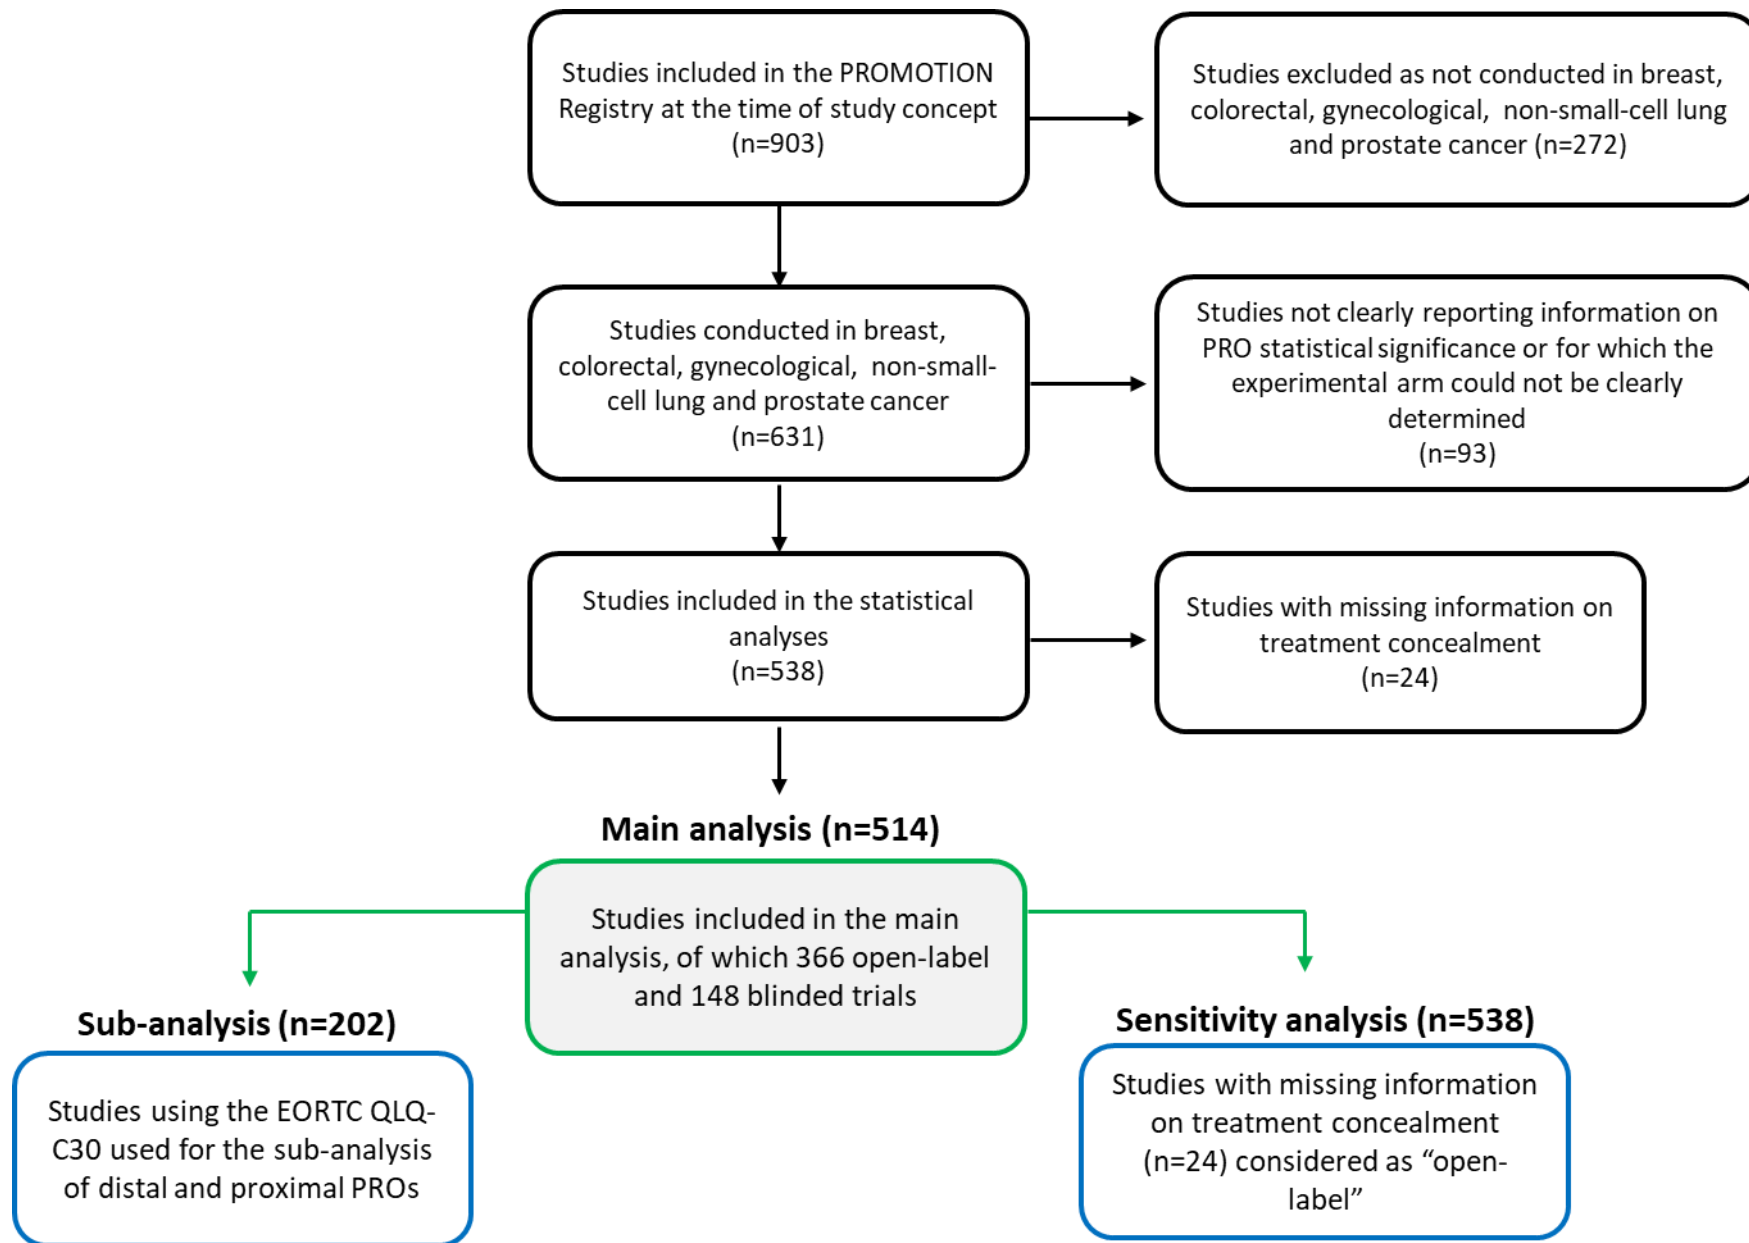 Studies included in the PROMOTION
Registry at the time of study concept
(n=903)
Studies excluded as not conducted in breast,
colorectal, gynecological, non-small-cell lung
and prostate cancer (n=272)
Studies conducted in breast,
colorectal, gynecological, non-small-
cell lung and prostate cancer
(n=631)
Studies not clearly reporting information on
PRO statistical significance or for which the
experimental arm could not be clearly
determined
(n=93)
Studies included in the statistical
analyses
(n=538)
Studies with missing information on
treatment concealment
(n=24)
Main analysis (n=514)
Studies included in the main
analysis, of which 366 open-label
and 148 blinded trials
Sub-analysis (n=202)
Studies using the EORTC QLQ-
C30 used for the sub-analysis
of distal and proximal PROs
Sensitivity analysis (n=538)
Studies with missing information
on treatment concealment
(n=24) considered as “open-
label”